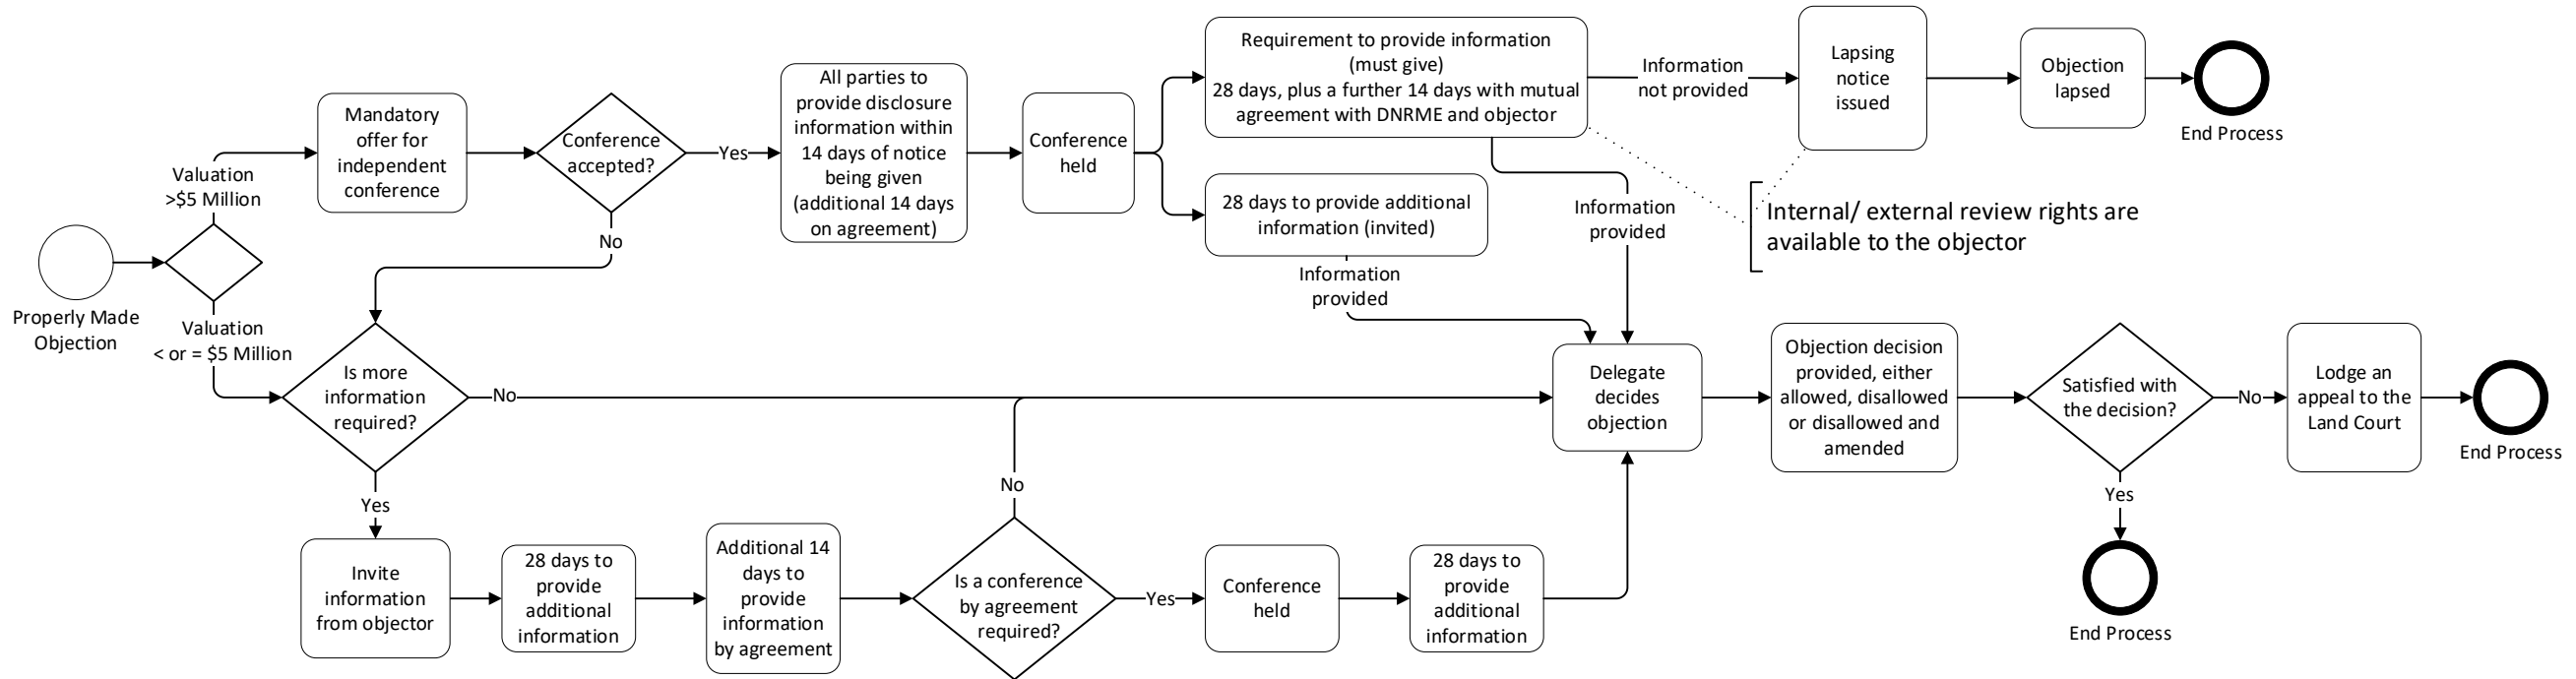 Properly Made
Objection
Valuation
>$5 Million
Valuation
< or = $5 Million
Mandatory
offer for
independent
conference
Conference
accepted?
Yes
No
All parties to
provide disclosure
information within
14 days of notice
being given
(additional 14 days
on agreement)
Conference
held
Requirement to provide information
(must give)
28 days, plus a further 14 days with mutual
agreement with DNRME and objector
Information
not provided
Lapsing
notice
issued
Objection
lapsed
End Process
28 days to provide additional
information (invited)
Information
provided
Information
provided
Internal/ external review rights are
available to the objector
Is more
information
required?
No
Yes
Delegate
decides
objection
Objection decision
provided, either
allowed, disallowed
or disallowed and
amended
Satisfied with
the decision?
No
Lodge an
appeal to the
Land Court
End Process
Yes
End Process
Invite
information
from objector
28 days to
provide
additional
information
Additional 14
days to
provide
information
by agreement
Is a conference
by agreement
required?
No
Yes
Conference
held
28 days to
provide
additional
information